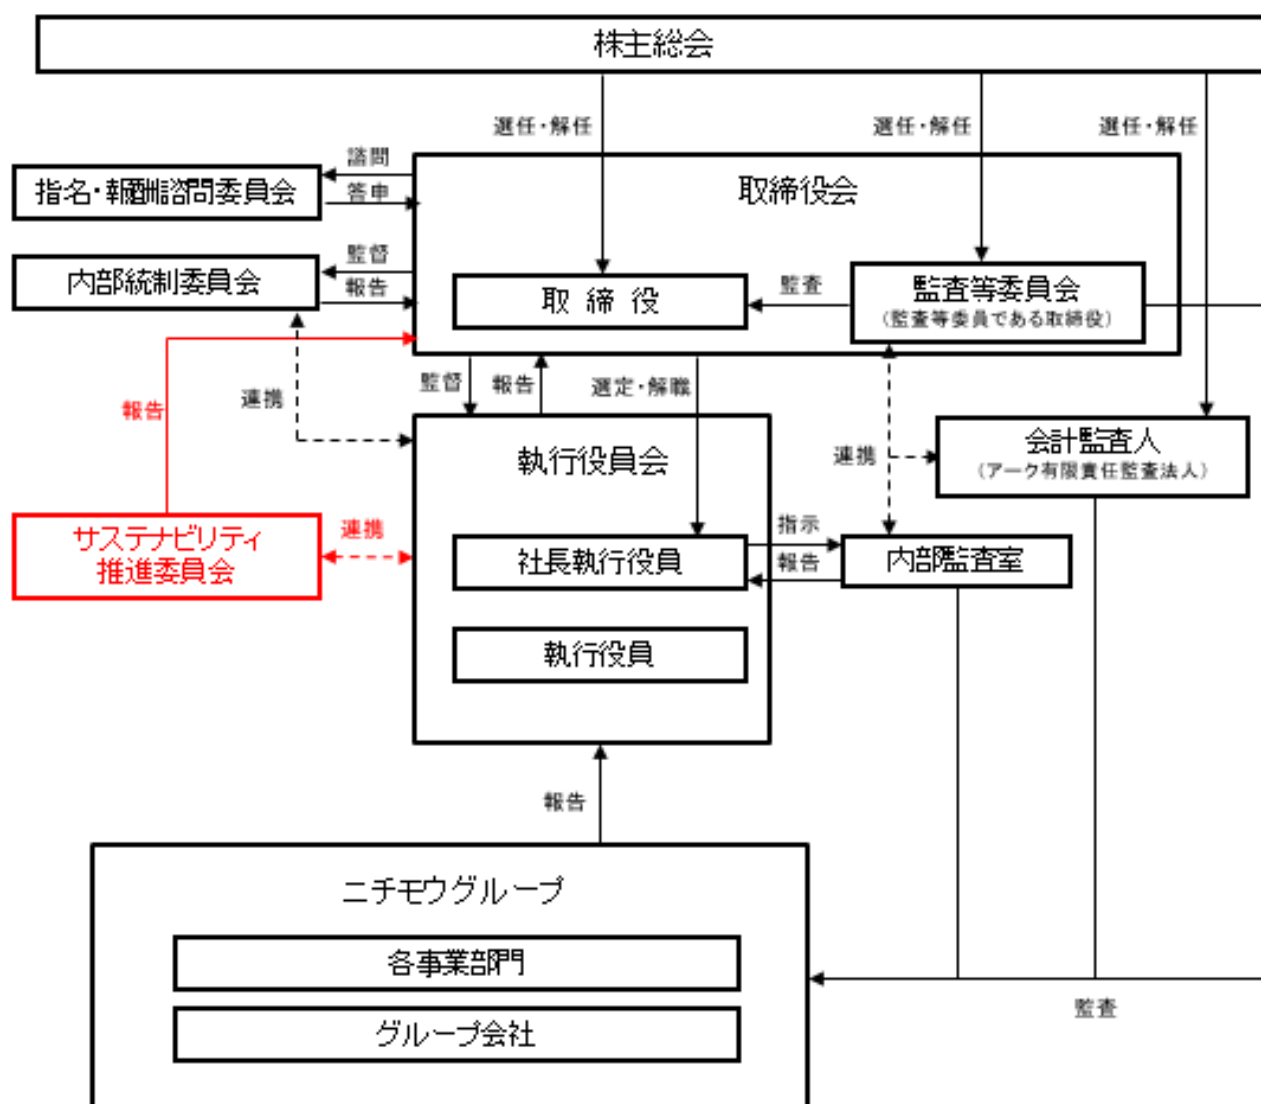 株主総会
選任・解任
選任・解任
選任・解任
諮問
指名・報酬諮問委員会
答申
取締役会
監督
内部統制委員会
報告
取締役
監査
監査等委員会
(監査等委員である取締役)
監督
報告
選定・解職
連携
報告
執行役員会
連携
会計監査人
(アーク有限責任監査法人)
サステナビリティ
推進委員会
連携
社長執行役員
指示
報告
内部監査室
執行役員
報告
ニチモウグループ
各事業部門
グループ会社
監査